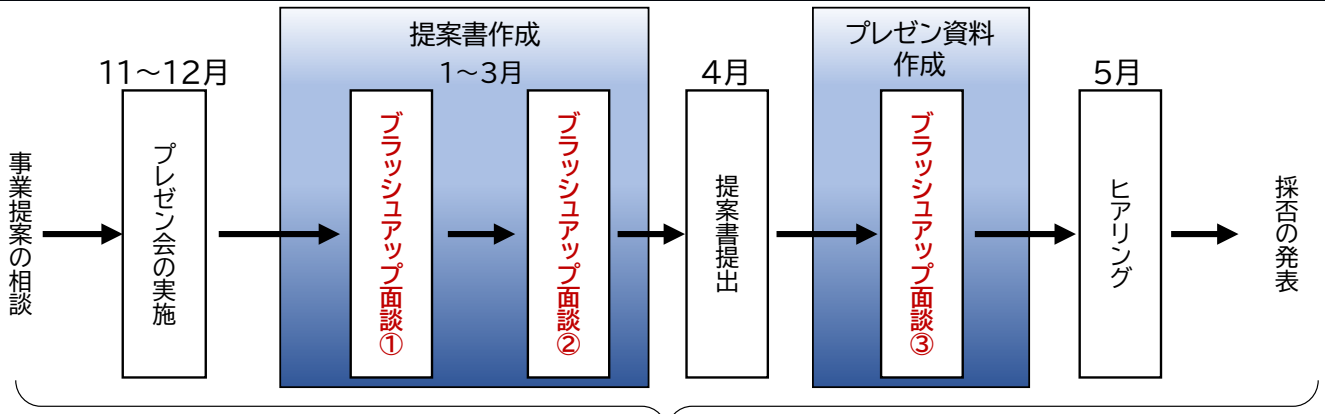 事業提案の相談
11～12月
プレゼン会の実施
提案書作成
1～3月
ブラッシュアップ面談①
ブラッシュアップ面談②
4月
提案書提出
プレゼン資料
作成
ブラッシュアップ面談③
5月
ヒアリング
採否の発表